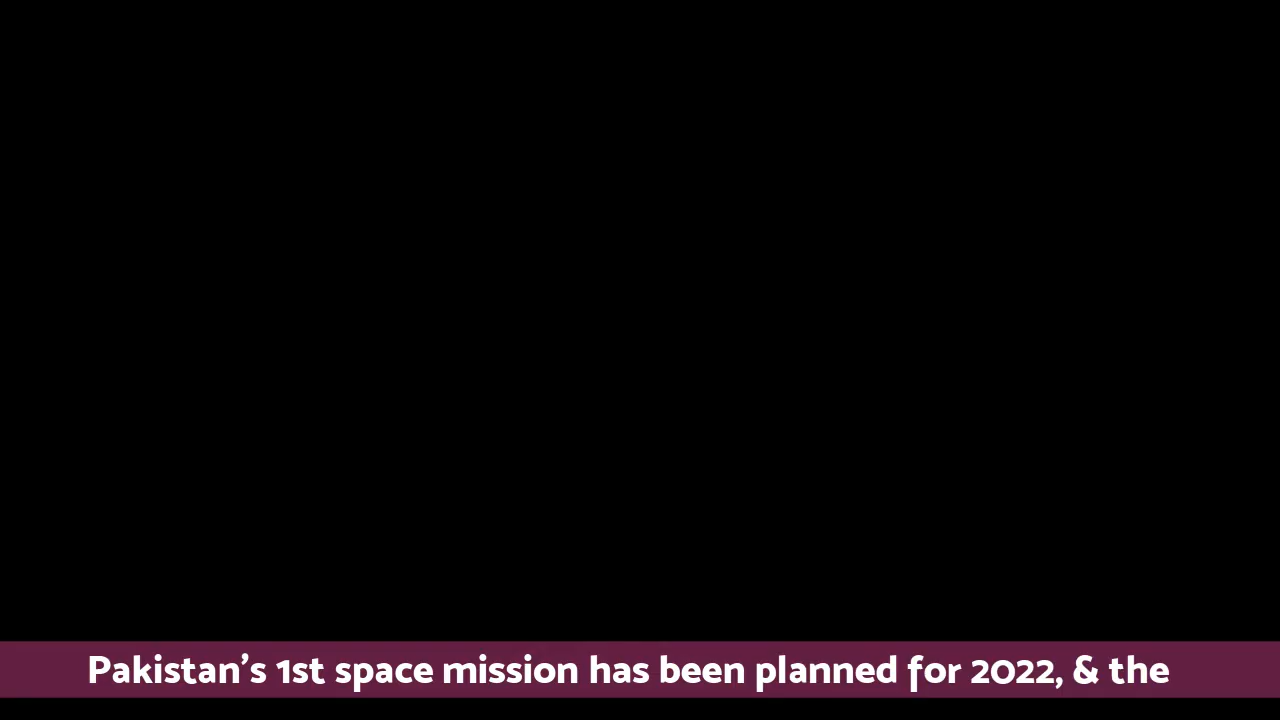 Pakistan’s 1st space mission has been planned for 2022, & the